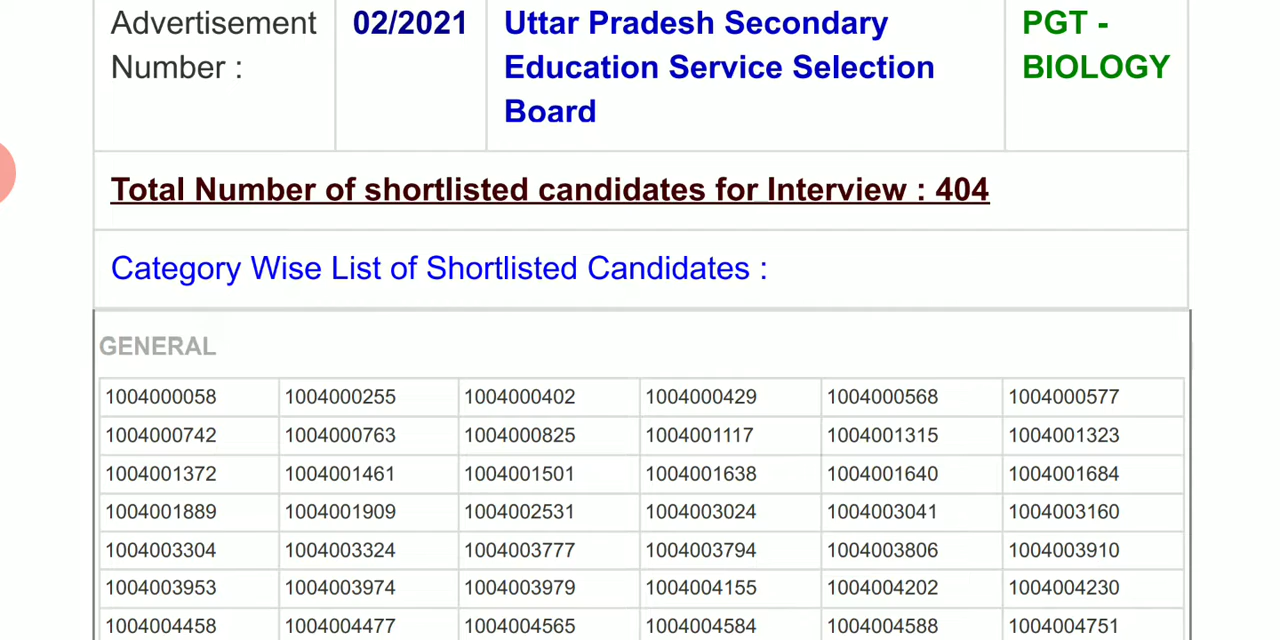 Advertisement Number :
02/2021
Uttar Pradesh Secondary Education Service Selection Board
PGT - BIOLOGY
Total Number of shortlisted candidates for Interview : 404
Category Wise List of Shortlisted Candidates :
GENERAL
1004000058 1004000255 1004000402 1004000429 1004000568 1004000577
1004000742 1004000763 1004000825 1004001117 1004001315 1004001323
1004001372 1004001461 1004001501 1004001638 1004001640 1004001684
1004001889 1004001909 1004002531 1004003024 1004003041 1004003160
1004003304 1004003324 1004003777 1004003794 1004003806 1004003910
1004003953 1004003974 1004003979 1004004155 1004004202 1004004230
1004004458 1004004477 1004004565 1004004584 1004004588 1004004751